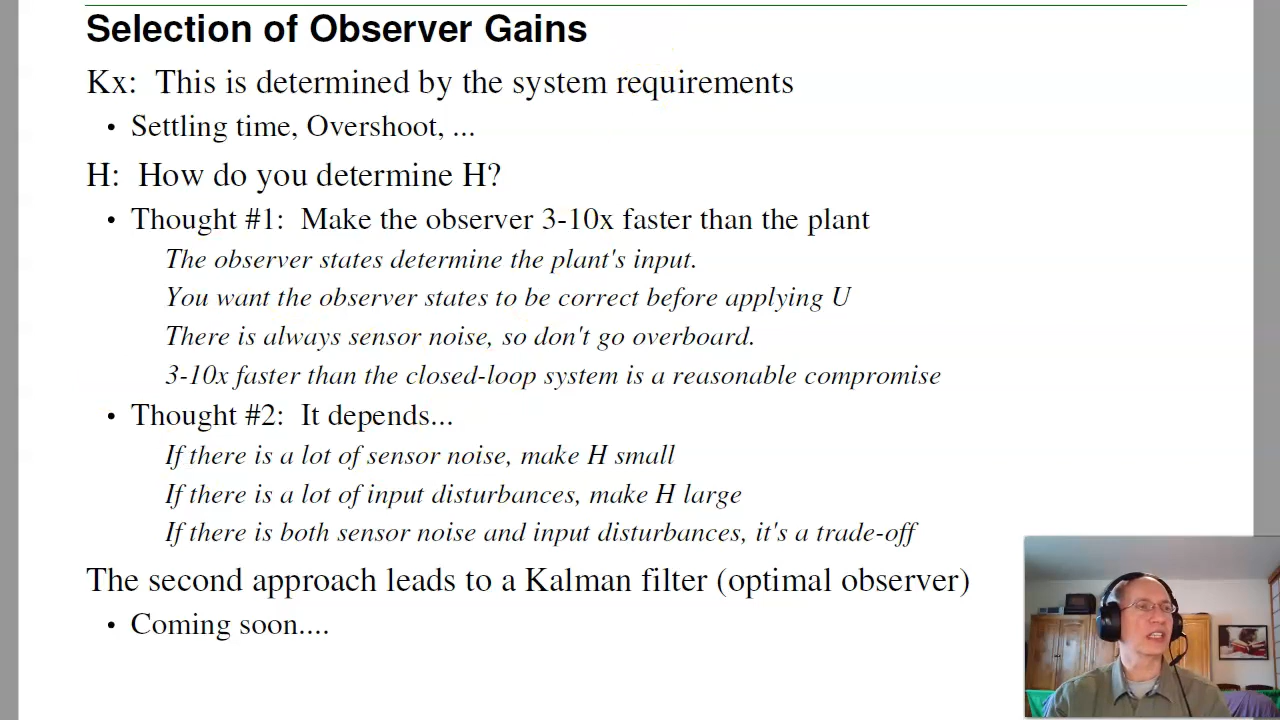 Selection of Observer Gains
Kx: This is determined by the system requirements
• Settling time, Overshoot, ...
H: How do you determine H?
• Thought #1: Make the observer 3-10x faster than the plant
The observer states determine the plant's input.
You want the observer states to be correct before applying U
There is always sensor noise, so don't go overboard.
3-10x faster than the closed-loop system is a reasonable compromise
• Thought #2: It depends...
If there is a lot of sensor noise, make H small
If there is a lot of input disturbances, make H large
If there is both sensor noise and input disturbances, it's a trade-off
The second approach leads to a Kalman filter (optimal observer)
• Coming soon....